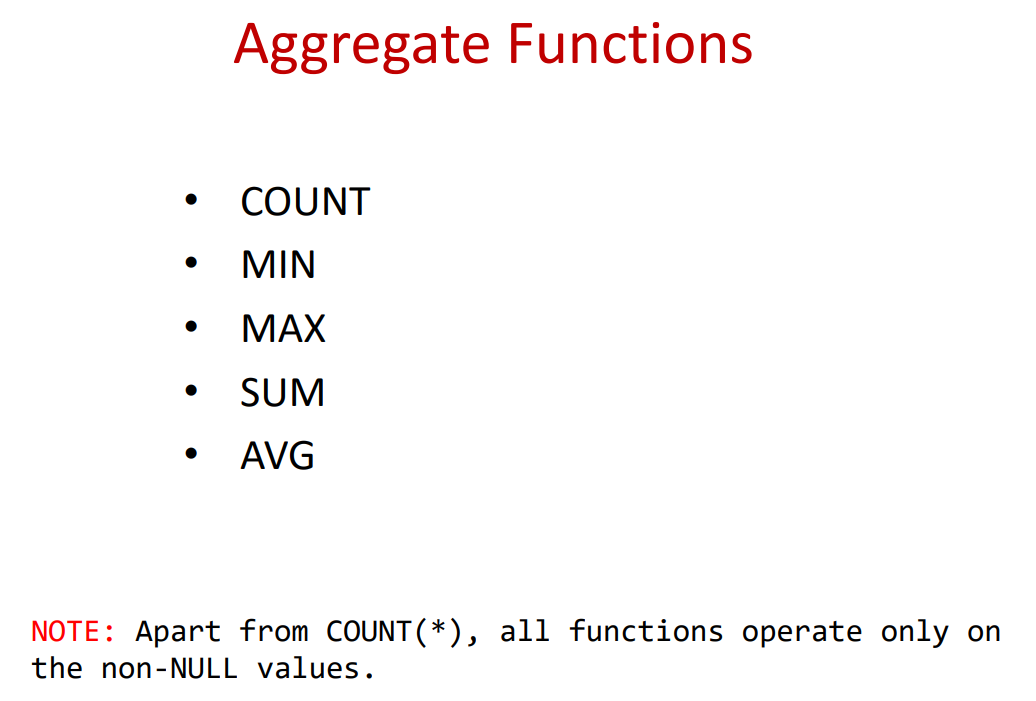 Aggregate Functions
• COUNT
• MIN
• MAX
• SUM
• AVG
NOTE: Apart from COUNT(*), all functions operate only on
the non-NULL values.